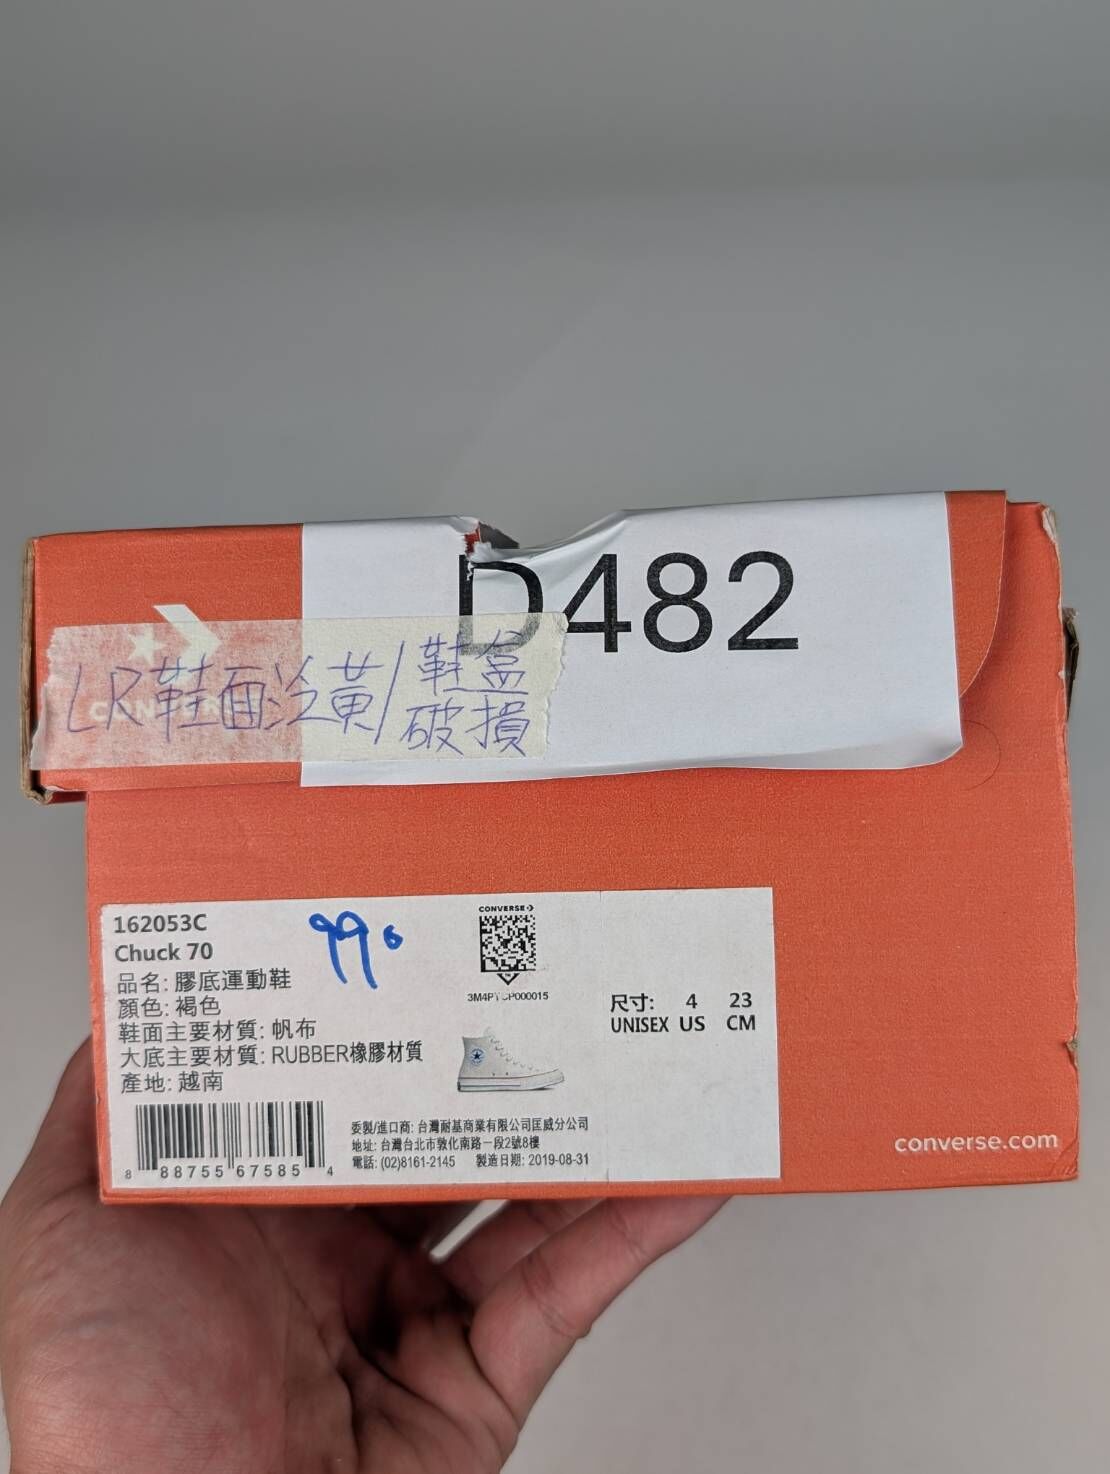 D482
CONVERSE
LR鞋面泛黃/鞋盒
破損
162053C
Chuck 70
品名: 膠底運動鞋
顏色: 褐色
鞋面主要材質: 帆布
大底主要材質: RUBBER橡膠材質
產地: 越南
990
CONVERSE
尺寸: 4 23
UNISEX US CM
8 88755 67585 4
委製/進口商: 台灣耐基商業有限公司匡威分公司
地址: 台灣台北市敦化南路一段2號8樓
電話: (02)8161-2145 製造日期: 2019-08-31
converse.com